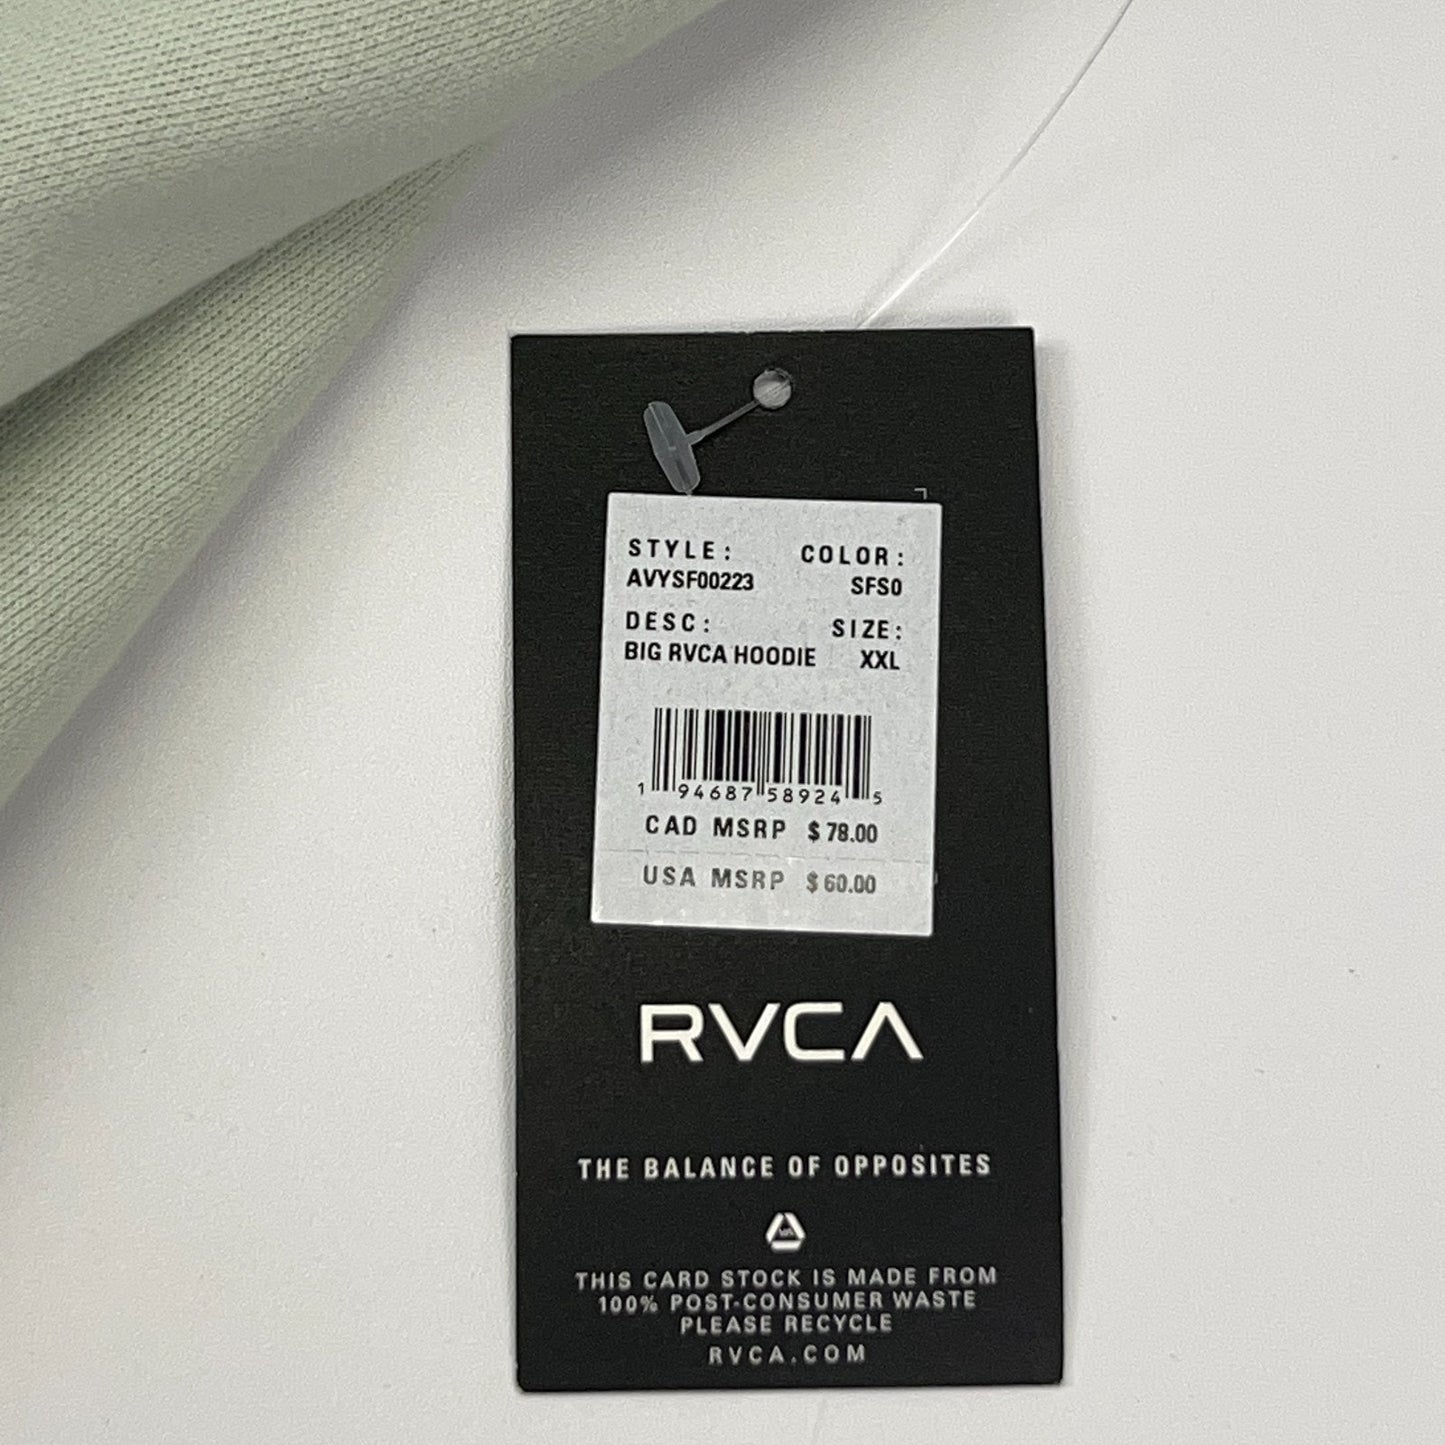 STYLE: COLOR:
AVYSF00223 SFS0
DESC: SIZE:
BIG RVCA HOODIE XXL
1 94687 58924 5
CAD MSRP $ 78.00
USA MSRP $ 60.00
RVCA
THE BALANCE OF OPPOSITES
THIS CARD STOCK IS MADE FROM
100% POST-CONSUMER WASTE
PLEASE RECYCLE
RVCA.COM